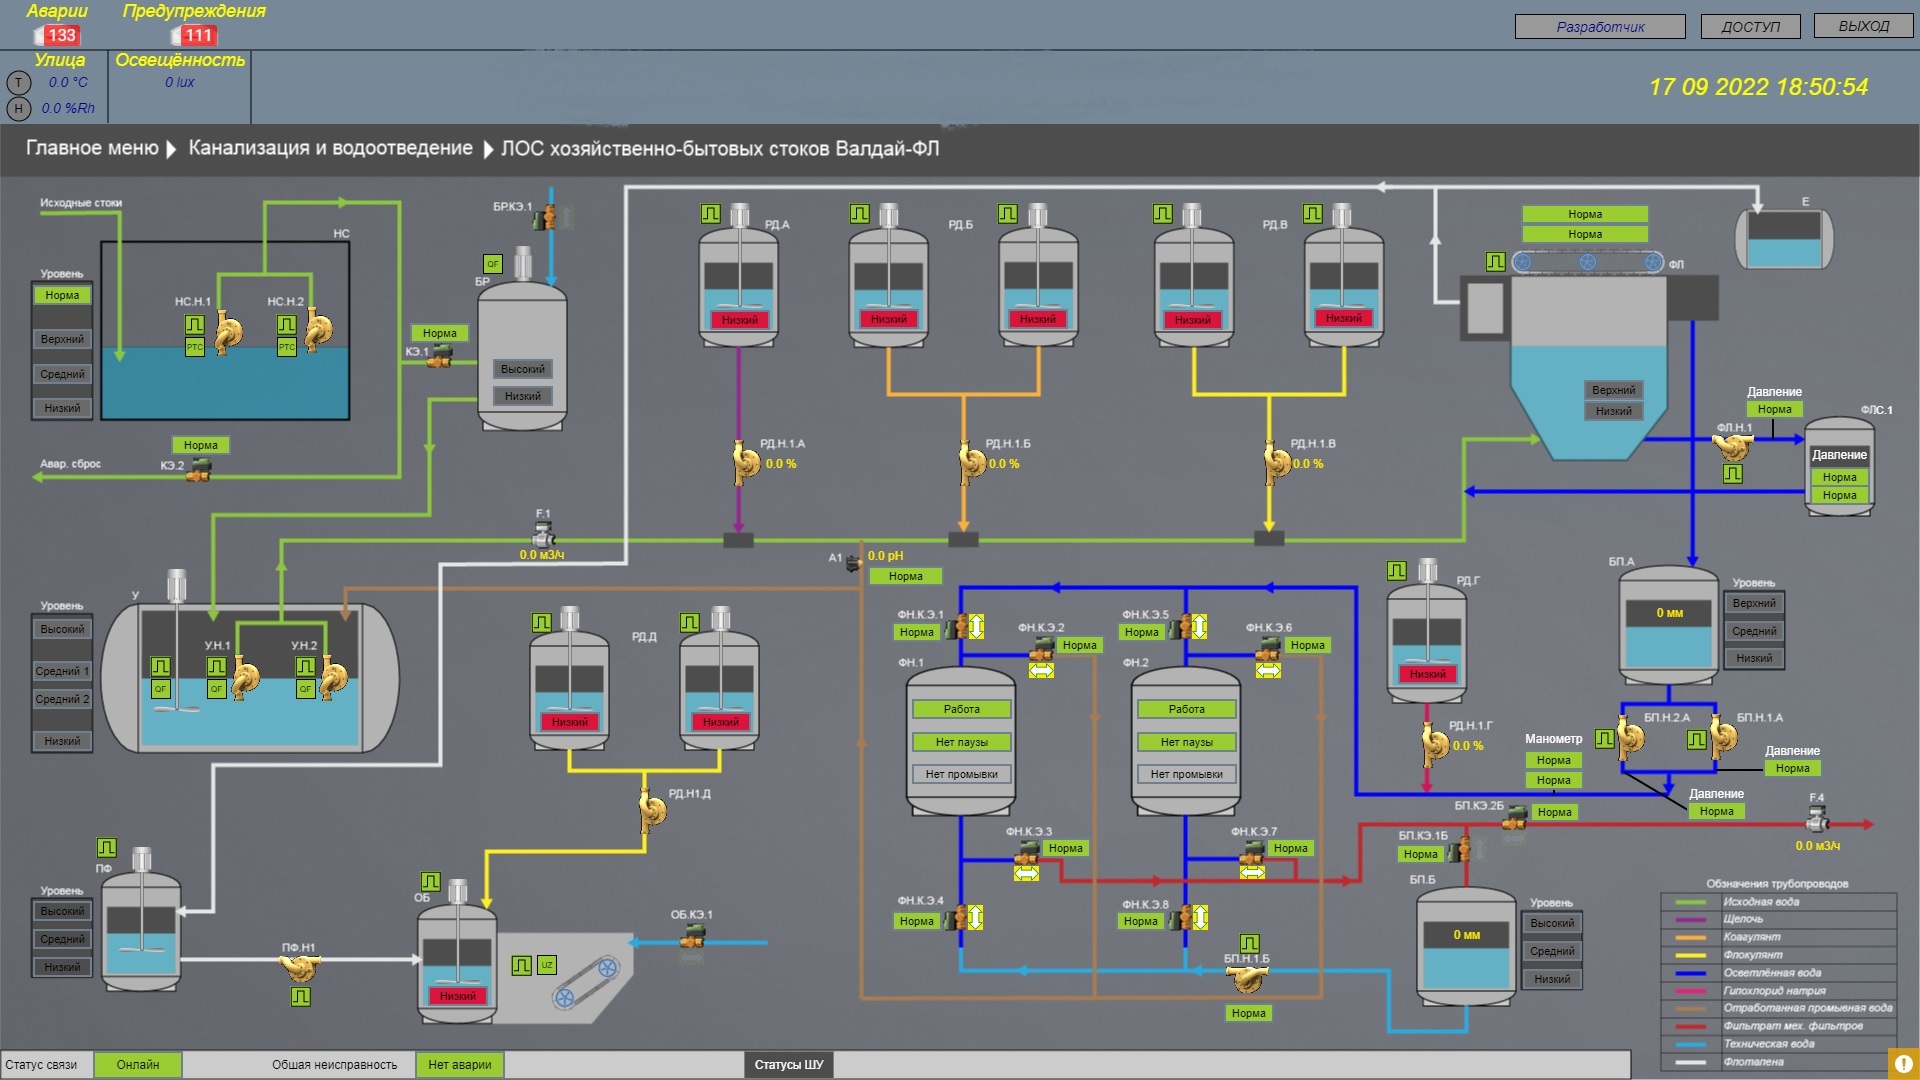 Аварии
Предупреждения
133
111
Разработчик
ДОСТУП
ВЫХОД
Улица
Освещённость
T
0.0 °C
0 lux
H
0.0 %Rh
17 09 2022 18:50:54
Главное меню
Канализация и водоотведение
ЛОС хозяйственно-бытовых стоков Валдай-ФЛ
Исходные стоки
НС
Уровень
Норма
Верхний
Средний
Низкий
НС.Н.1
PTC
НС.Н.2
PTC
Норма
КЭ.1
Норма
КЭ.2
Авар. сброс
БР.КЭ.1
QF
БР
Высокий
Низкий
РД.А
Низкий
РД.Б
Низкий
Низкий
РД.В
Низкий
Низкий
РД.Н.1.А
0.0 %
РД.Н.1.Б
0.0 %
РД.Н.1.В
0.0 %
Норма
Норма
ФЛ
Верхний
Низкий
E
Давление
Норма
ФЛ.Н.1
ФЛС.1
Давление
Норма
Норма
F.1
0.0 м3/ч
А1
0.0 pH
Норма
Уровень
Высокий
Средний 1
Средний 2
Низкий
У
QF
У.Н.1
QF
У.Н.2
QF
РД.Д
Низкий
Низкий
РД.Н1.Д
ФН.К.Э.1
Норма
ФН.К.Э.2
Норма
ФН.1
Работа
Нет паузы
Нет промывки
ФН.К.Э.3
Норма
ФН.К.Э.4
Норма
ФН.К.Э.5
Норма
ФН.К.Э.6
Норма
ФН.2
Работа
Нет паузы
Нет промывки
ФН.К.Э.7
Норма
ФН.К.Э.8
Норма
РД.Г
Низкий
РД.Н.1.Г
0.0 %
БП.А
0 мм
Уровень
Верхний
Средний
Низкий
БП.Н.2.А
БП.Н.1.А
Манометр
Норма
Норма
Давление
Норма
Давление
Норма
БП.КЭ.2Б
Норма
F.4
0.0 м3/ч
БП.КЭ.1Б
Норма
БП.Б
0 мм
Уровень
Высокий
Средний
Низкий
БП.Н.1.Б
Норма
ПФ
Уровень
Высокий
Средний
Низкий
ПФ.Н1
ОБ
Низкий
UZ
ОБ.КЭ.1
Обзначения трубопроводов
Исходная вода
Щелочь
Коагулянт
Флокулянт
Осветлённая вода
Гипохлорид натрия
Отработанная промывная вода
Фильтрат мех. фильтров
Техническая вода
Флотапена
Статус связи
Онлайн
Общая неисправность
Нет аварии
Статусы ШУ